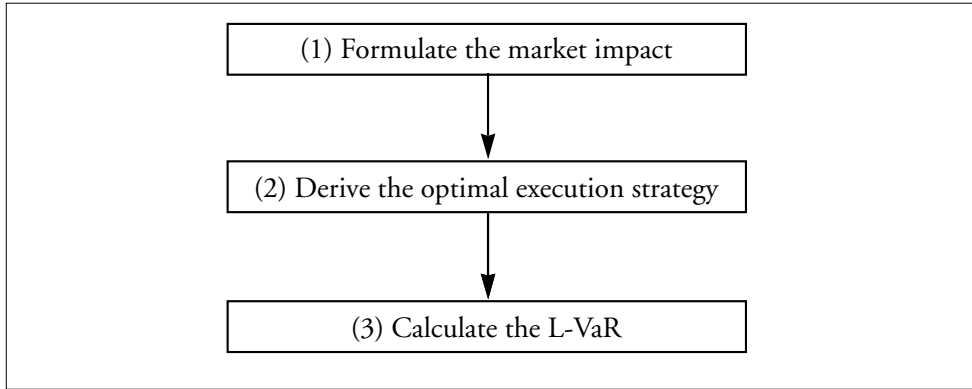 (1) Formulate the market impact
(2) Derive the optimal execution strategy
(3) Calculate the L-VaR